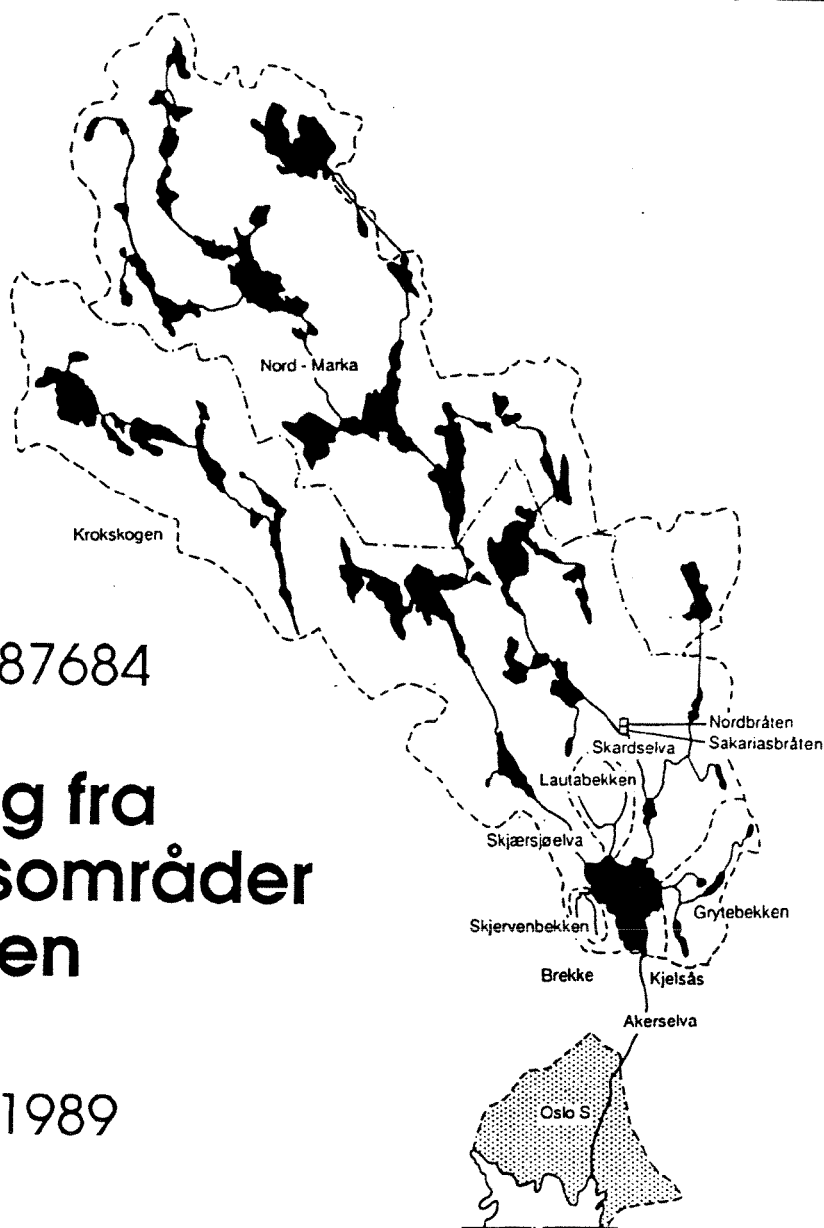 Nord - Marka
Krokskogen
87684
Nordbråten
Sakariasbråten
Skardselva
Lautabekken
g fra
sområder
en
Skjærsjøelva
Grytebekken
Skjervenbekken
Brekke
Kjelsås
Akerselva
1989
Oslo S